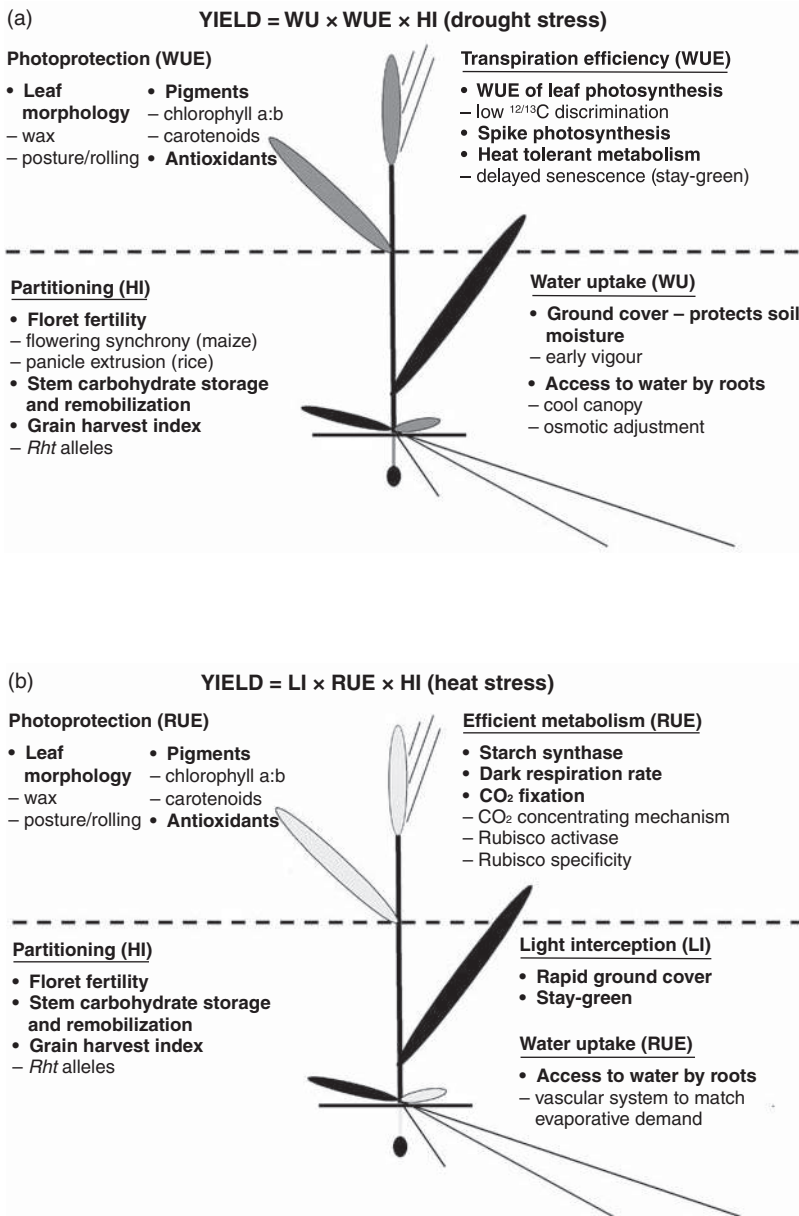 (a)
YIELD = WU × WUE × HI (drought stress)
Photoprotection (WUE)
• Leaf
morphology
– wax
– posture/rolling
• Pigments
– chlorophyll a:b
– carotenoids
• Antioxidants
Transpiration efficiency (WUE)
• WUE of leaf photosynthesis
– low 12/13C discrimination
• Spike photosynthesis
• Heat tolerant metabolism
– delayed senescence (stay-green)
Partitioning (HI)
• Floret fertility
– flowering synchrony (maize)
– panicle extrusion (rice)
• Stem carbohydrate storage
and remobilization
• Grain harvest index
– Rht alleles
Water uptake (WU)
• Ground cover – protects soil
moisture
– early vigour
• Access to water by roots
– cool canopy
– osmotic adjustment
(b)
YIELD = LI × RUE × HI (heat stress)
Photoprotection (RUE)
• Leaf
morphology
– wax
– posture/rolling
• Pigments
– chlorophyll a:b
– carotenoids
• Antioxidants
Efficient metabolism (RUE)
• Starch synthase
• Dark respiration rate
• CO₂ fixation
– CO₂ concentrating mechanism
– Rubisco activase
– Rubisco specificity
Partitioning (HI)
• Floret fertility
• Stem carbohydrate storage
and remobilization
• Grain harvest index
– Rht alleles
Light interception (LI)
• Rapid ground cover
• Stay-green
Water uptake (RUE)
• Access to water by roots
– vascular system to match
evaporative demand